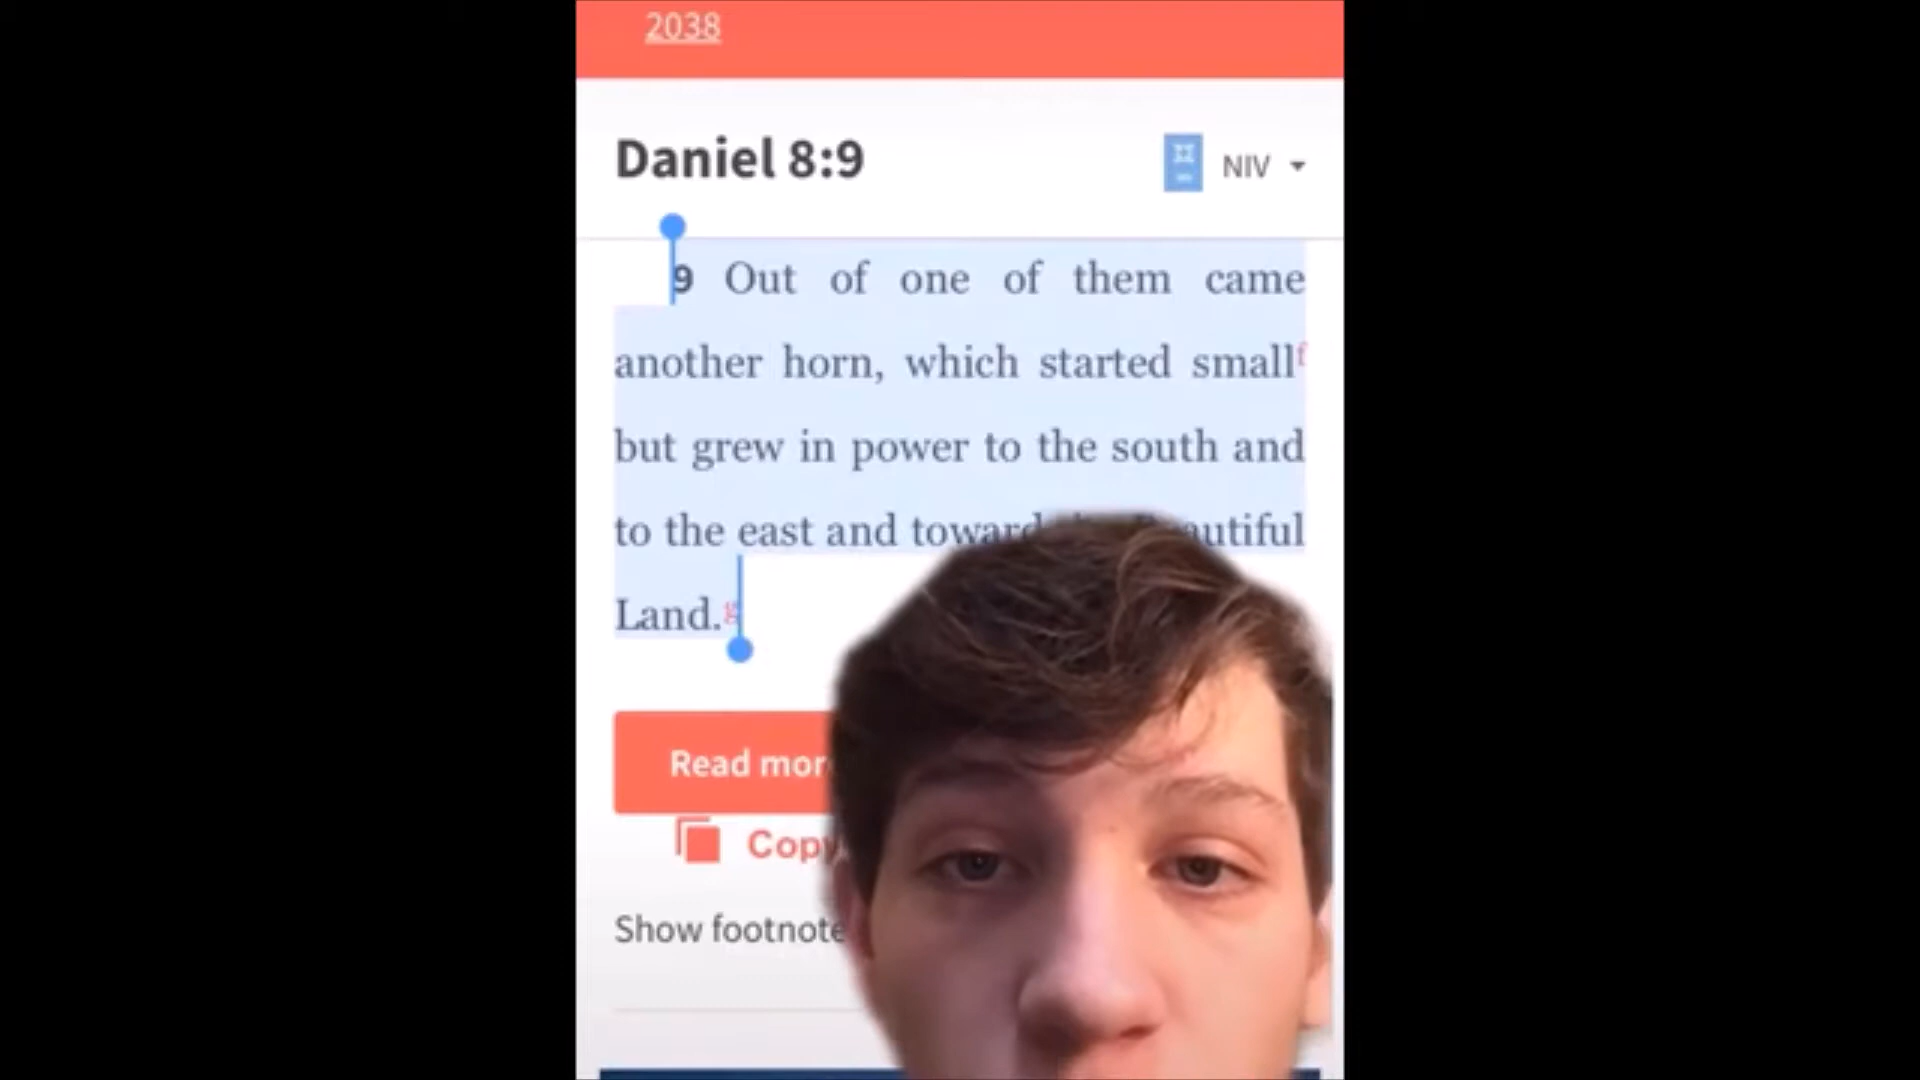 2038
Daniel 8:9
NIV
9 Out of one of them came
another horn, which started small f
but grew in power to the south and
to the east and toward
Land. g
Read more
Copy
Show footnote